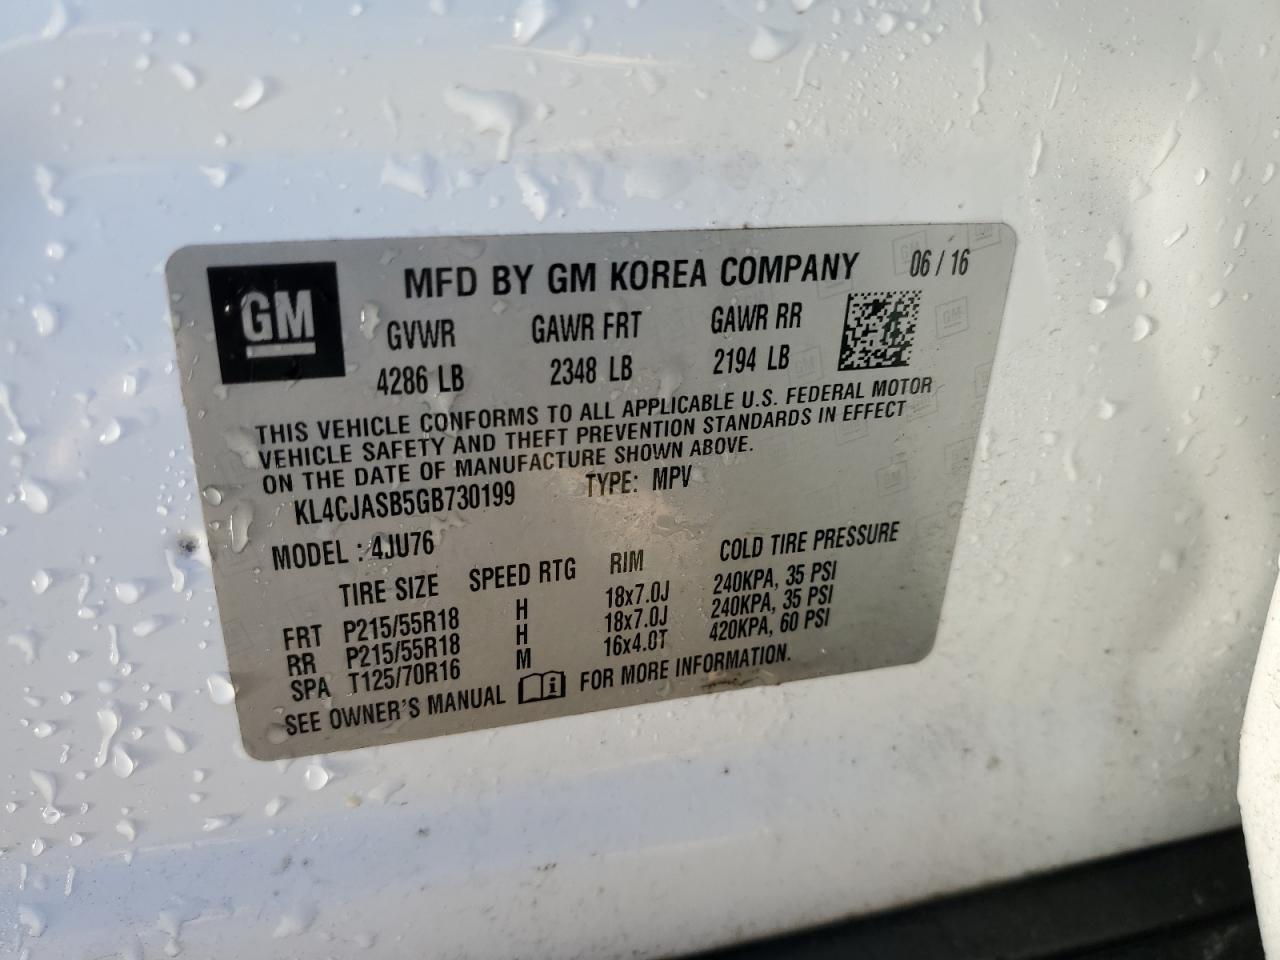 GM
MFD BY GM KOREA COMPANY 06 / 16
GVWR GAWR FRT GAWR RR
4286 LB 2348 LB 2194 LB
THIS VEHICLE CONFORMS TO ALL APPLICABLE U.S. FEDERAL MOTOR
VEHICLE SAFETY AND THEFT PREVENTION STANDARDS IN EFFECT
ON THE DATE OF MANUFACTURE SHOWN ABOVE.
KL4CJASB5GB730199 TYPE: MPV
MODEL : 4JU76
TIRE SIZE SPEED RTG RIM COLD TIRE PRESSURE
FRT P215/55R18 H 18x7.0J 240KPA, 35 PSI
RR P215/55R18 H 18x7.0J 240KPA, 35 PSI
SPA T125/70R16 M 16x4.0T 420KPA, 60 PSI
SEE OWNER'S MANUAL FOR MORE INFORMATION.